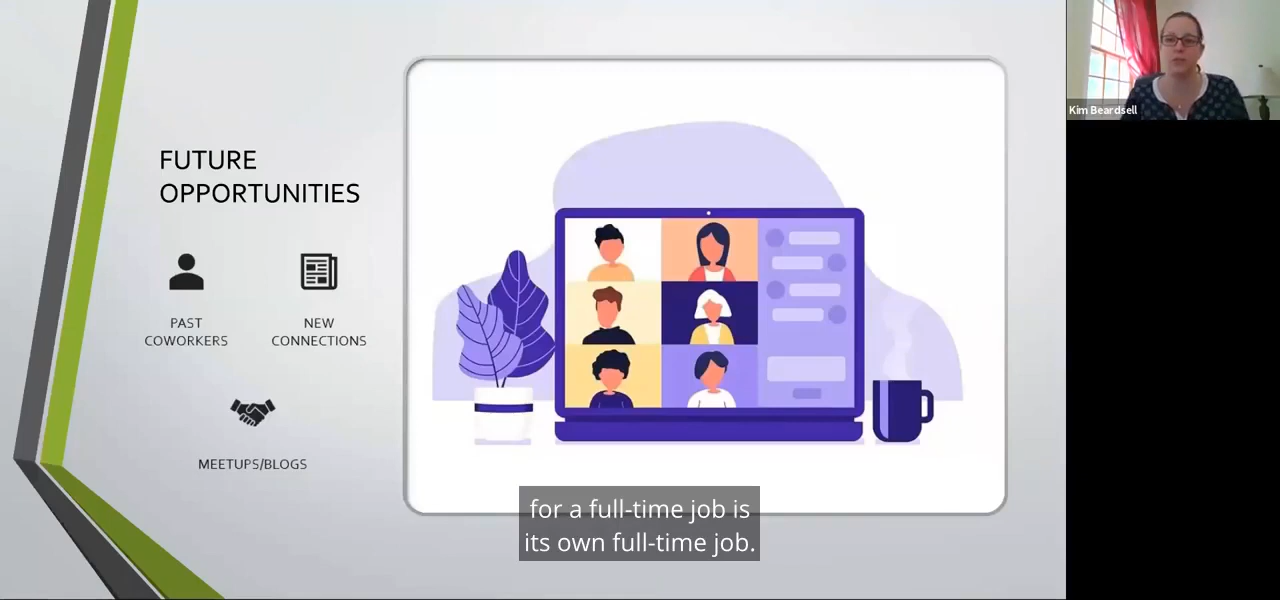 FUTURE
OPPORTUNITIES
PAST
COWORKERS
NEW
CONNECTIONS
MEETUPS/BLOGS
for a full-time job is
its own full-time job.
Kim Beardsell